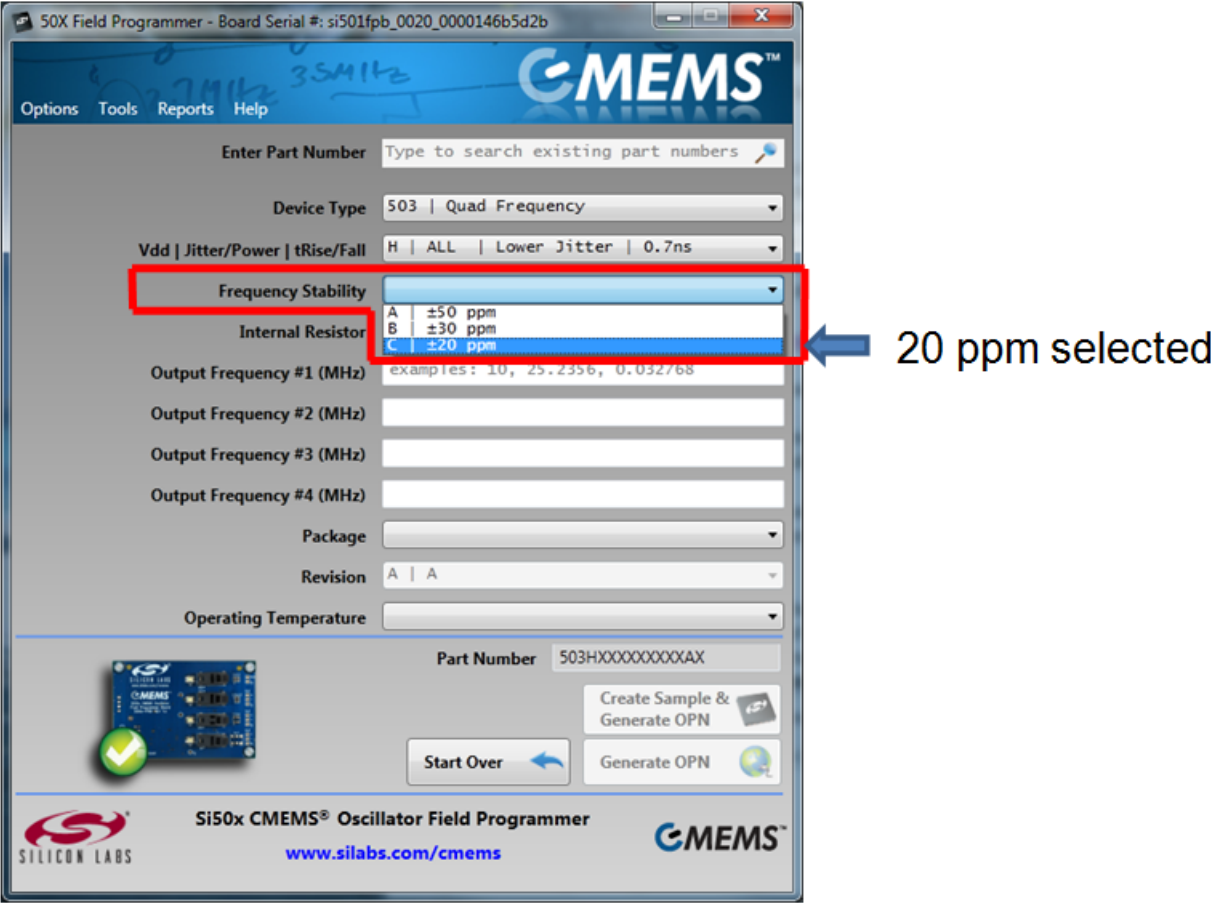 50X Field Programmer - Board Serial #: si501fpb_0020_0000146b5d2b
35MHz
CMEMS™
Options Tools Reports Help
Enter Part Number Type to search existing part numbers
Device Type 503 | Quad Frequency
Vdd | Jitter/Power | tRise/Fall H | ALL | Lower Jitter | 0.7ns
Frequency Stability
A | ±50 ppm
Internal Resistor B | ±30 ppm
C | ±20 ppm
20 ppm selected
Output Frequency #1 (MHz) examples: 10, 25.2356, 0.032768
Output Frequency #2 (MHz)
Output Frequency #3 (MHz)
Output Frequency #4 (MHz)
Package
Revision A | A
Operating Temperature
Part Number 503HXXXXXXXXXAX
SILICON LABS
CMEMS
Create Sample &
Generate OPN
Start Over Generate OPN
Si50x CMEMS® Oscillator Field Programmer
www.silabs.com/cmems
SILICON LABS
CMEMS™